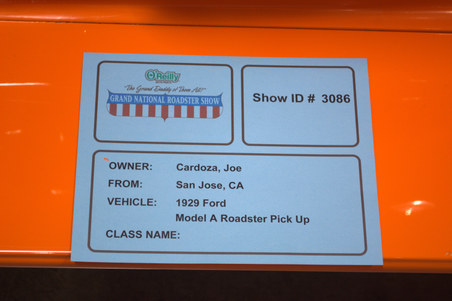 O'Reilly
"The Grand Daddy of Them All!"
GRAND NATIONAL ROADSTER SHOW
Show ID # 3086
OWNER: Cardoza, Joe
FROM: San Jose, CA
VEHICLE: 1929 Ford
Model A Roadster Pick Up
CLASS NAME: